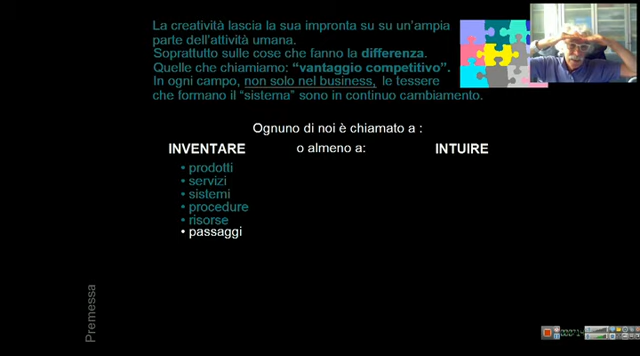 La creatività lascia la sua impronta su su un'ampia
parte dell'attività umana.
Soprattutto sulle cose che fanno la differenza.
Quelle che chiamiamo: "vantaggio competitivo".
In ogni campo, non solo nel business, le tessere
che formano il "sistema" sono in continuo cambiamento.
Ognuno di noi è chiamato a :
INVENTARE o almeno a: INTUIRE
• prodotti
• servizi
• sistemi
• procedure
• risorse
• passaggi
Premessa